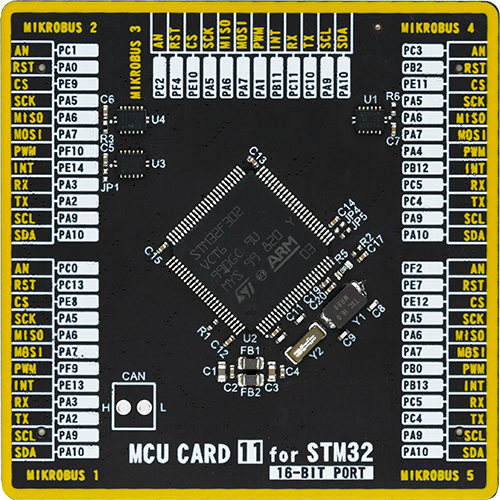 MIKROBUS 2
AN PC1
RST PA0
CS PE9
SCK PA5
MISO PA6
MOSI PA7
PWM PF10
INT PE14
RX PA3
TX PA2
SCL PA9
SDA PA10
MIKROBUS 3
AN PC2
RST PF4
CS PE10
SCK PA5
MISO PA6
MOSI PA7
PWM PA1
INT PB11
RX PC11
TX PC10
SCL PA9
SDA PA10
MIKROBUS 4
PC3 AN
PB2 RST
PE11 CS
PA5 SCK
PA6 MISO
PA7 MOSI
PA4 PWM
PB12 INT
PC5 RX
PC4 TX
PA9 SCL
PA10 SDA
C6
U4
R3
C5
U3
JP1
U1
R6
C7
C13
C14
JP4
JP5
C15
STM32F302
VCT6
ARM
R2
C17
R5
C19
C20
C11
Y1
C8
C9
Y2
R1
C12
U2
FB1
C1
C4
C2
C3
FB2
AN PC0
RST PC13
CS PE8
SCK PA5
MISO PA6
MOSI PA7
PWM PF9
INT PE13
RX PA3
TX PA2
SCL PA9
SDA PA10
MIKROBUS 1
CAN
H L
PF2 AN
PE7 RST
PE12 CS
PA5 SCK
PA6 MISO
PA7 MOSI
PB0 PWM
PB13 INT
PC5 RX
PC4 TX
PA9 SCL
PA10 SDA
MIKROBUS 5
MCU CARD 11 for STM32
16-BIT PORT